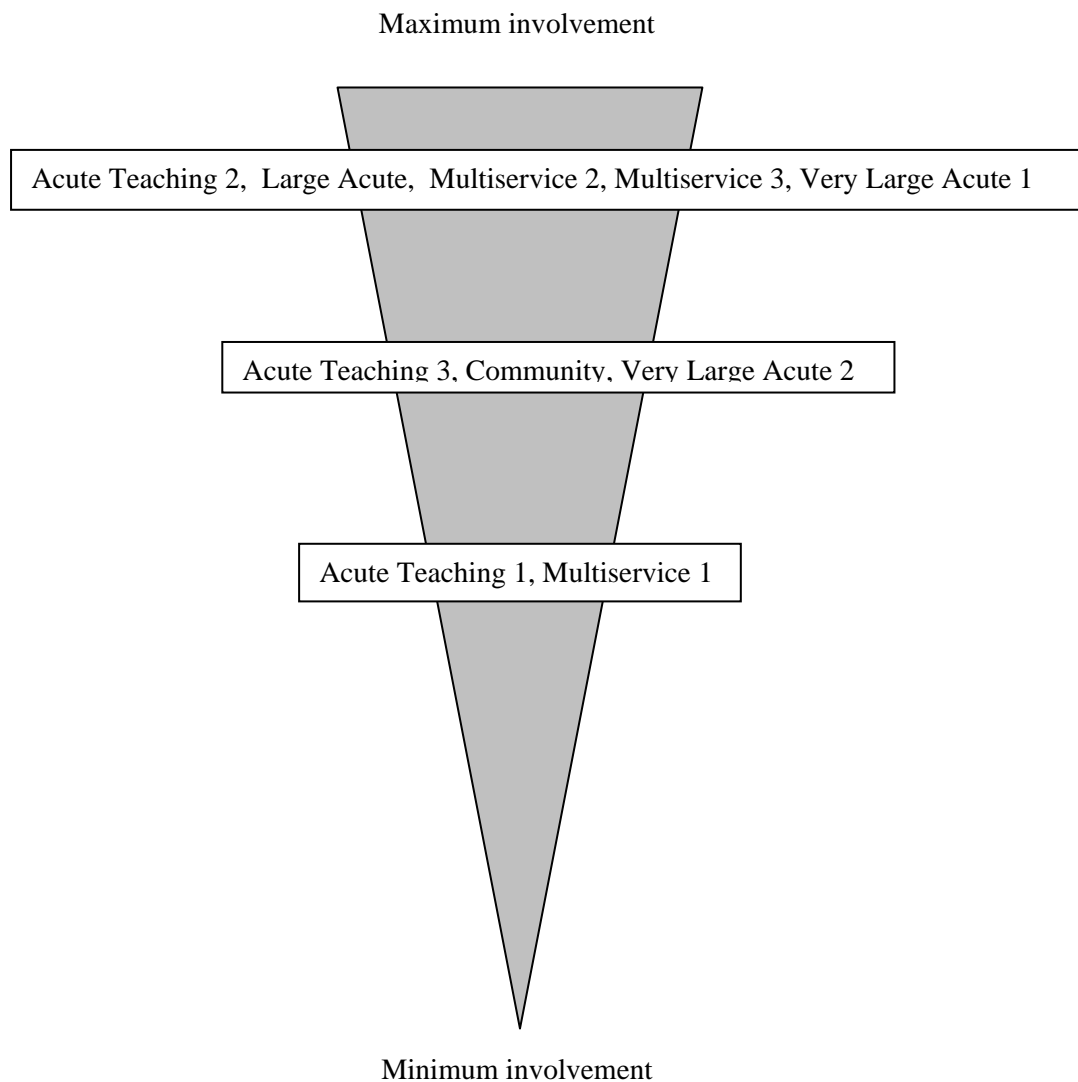 Maximum involvement
Acute Teaching 2, Large Acute, Multiservice 2, Multiservice 3, Very Large Acute 1
Acute Teaching 3, Community, Very Large Acute 2
Acute Teaching 1, Multiservice 1
Minimum involvement